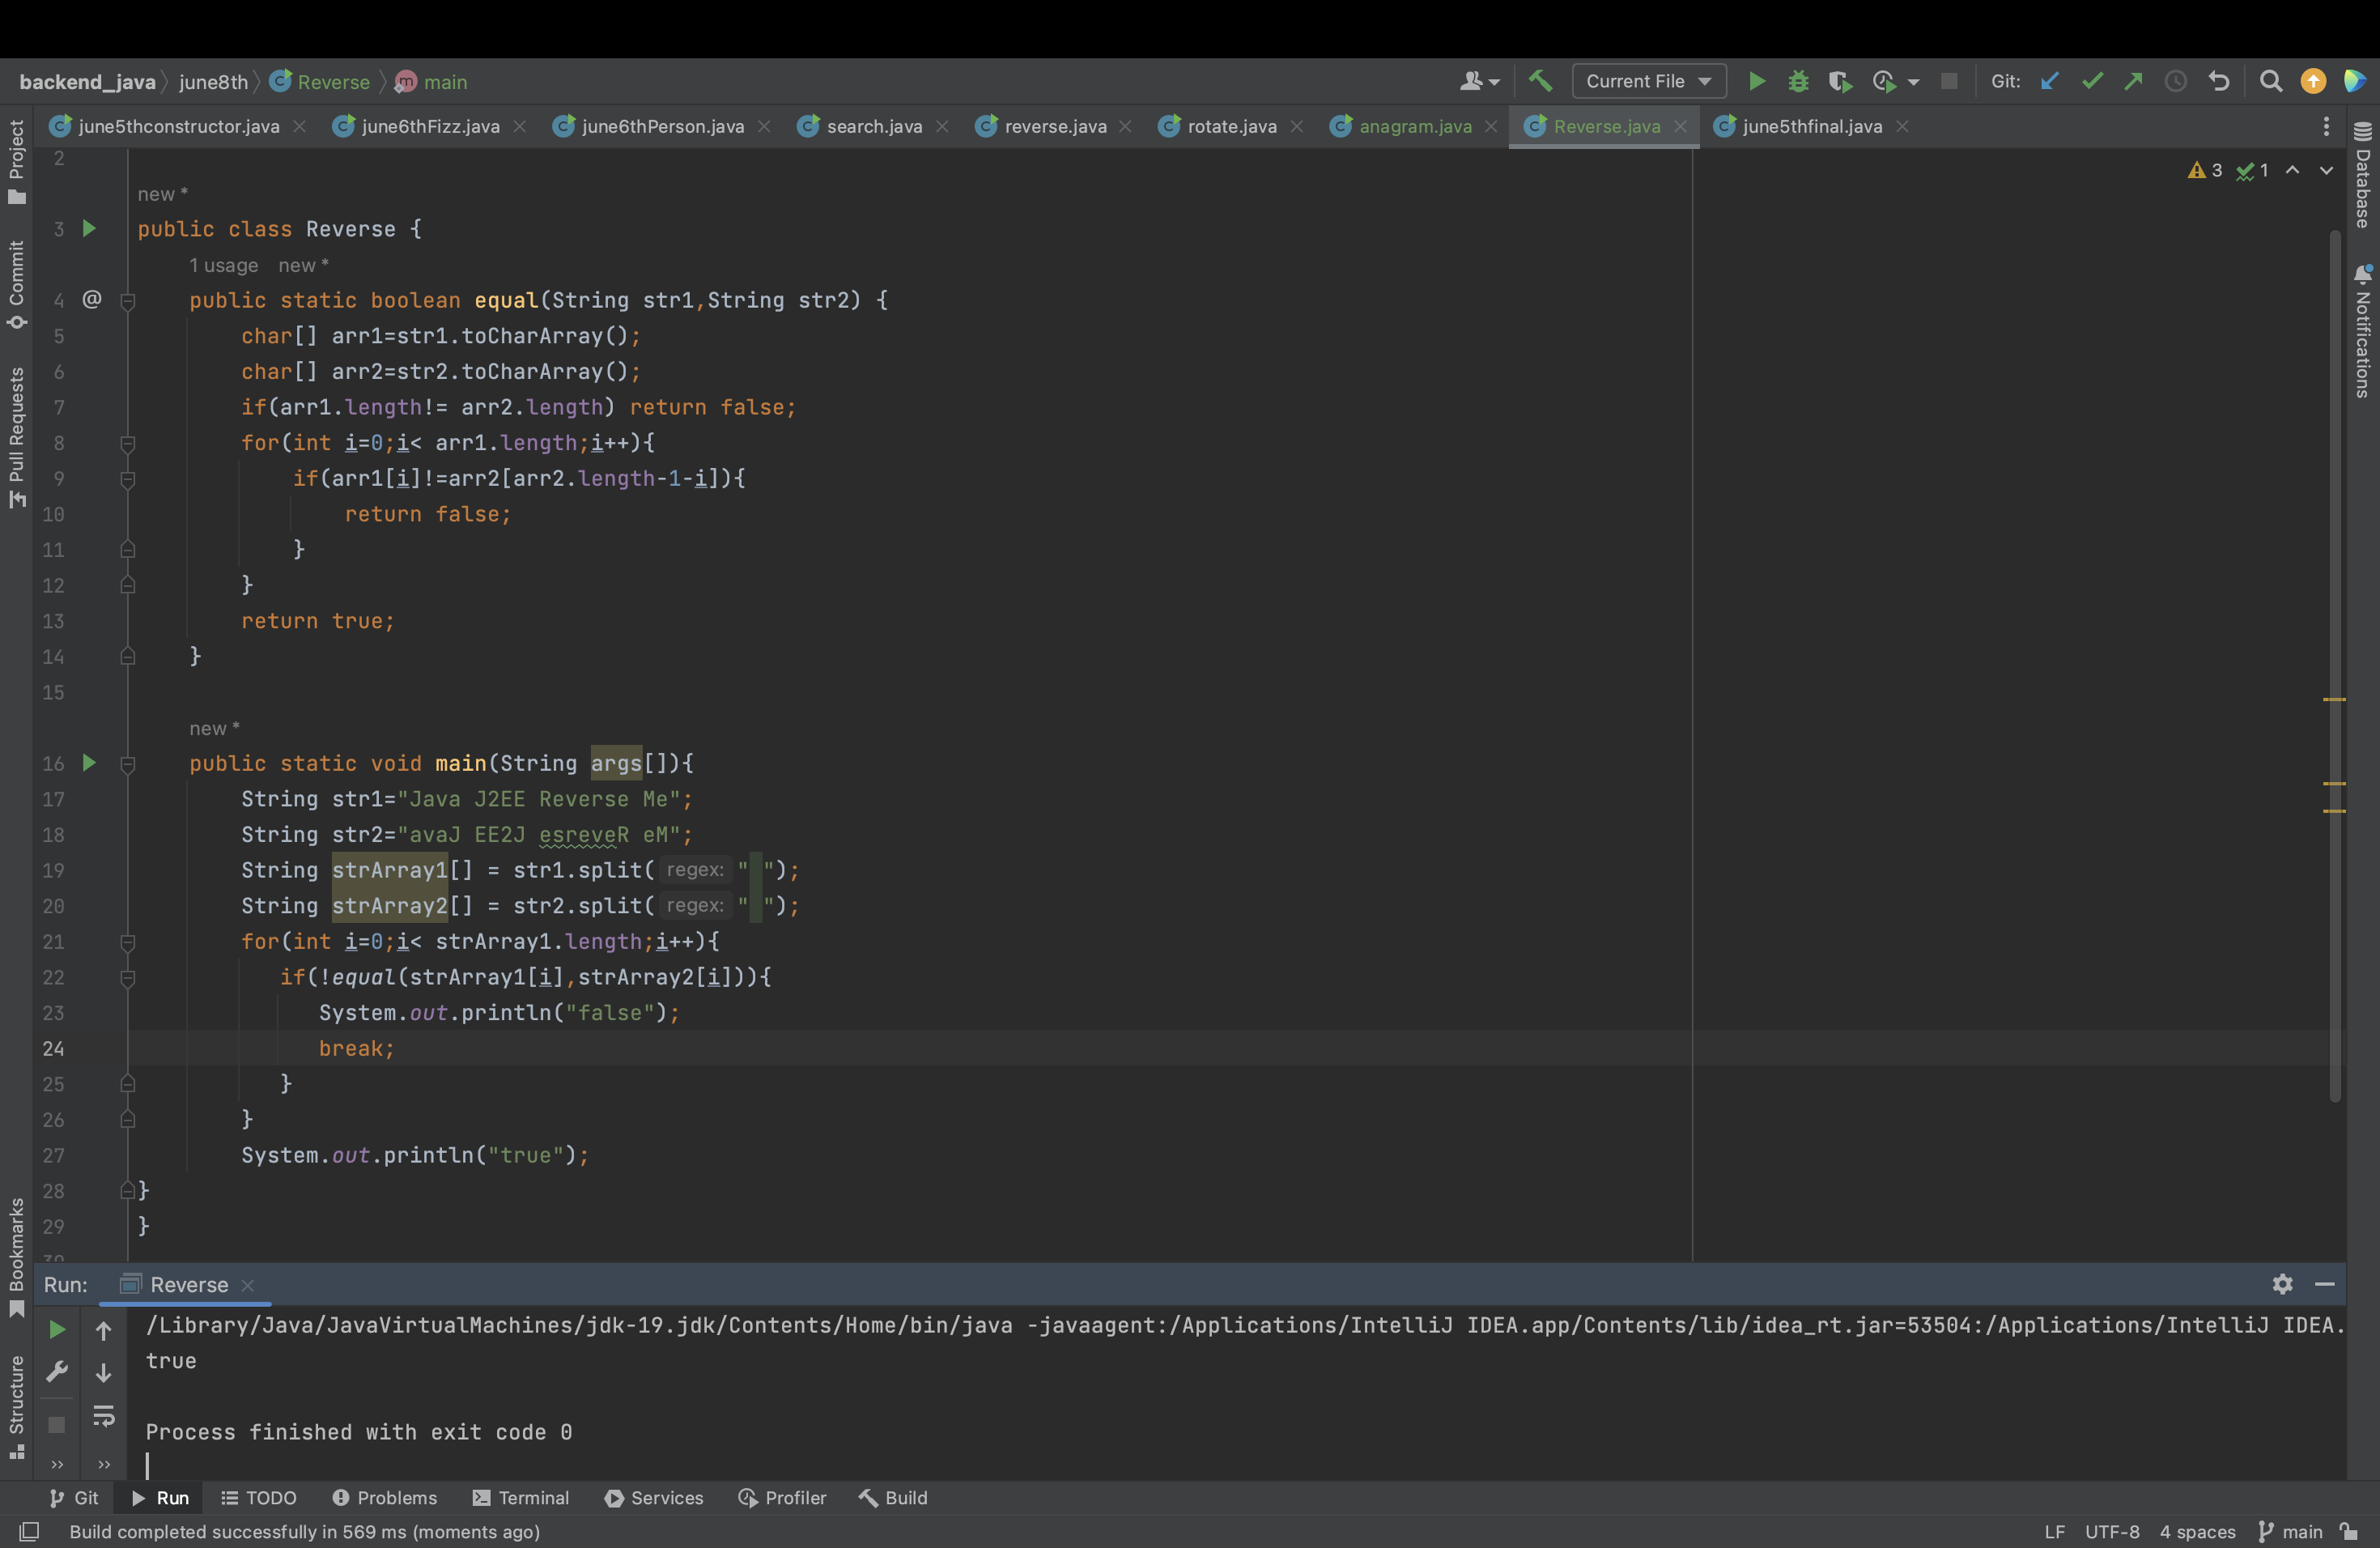 backend_java june8th Reverse main Current File Git:
june5thconstructor.java june6thFizz.java june6thPerson.java search.java reverse.java rotate.java anagram.java Reverse.java june5thfinal.java
Project
Commit
Pull Requests
Bookmarks
Structure
Database
Notifications
3 1
2
new *
3 public class Reverse {
1 usage new *
4 @ public static boolean equal(String str1,String str2) {
5 char[] arr1=str1.toCharArray();
6 char[] arr2=str2.toCharArray();
7 if(arr1.length!= arr2.length) return false;
8 for(int i=0;i< arr1.length;i++){
9 if(arr1[i]!=arr2[arr2.length-1-i]){
10 return false;
11 }
12 }
13 return true;
14 }
15
new *
16 public static void main(String args[]){
17 String str1="Java J2EE Reverse Me";
18 String str2="avaJ EE2J esreveR eM";
19 String strArray1[] = str1.split( regex: " ");
20 String strArray2[] = str2.split( regex: " ");
21 for(int i=0;i< strArray1.length;i++){
22 if(!equal(strArray1[i],strArray2[i])){
23 System.out.println("false");
24 break;
25 }
26 }
27 System.out.println("true");
28 }
29 }
Run: Reverse
/Library/Java/JavaVirtualMachines/jdk-19.jdk/Contents/Home/bin/java -javaagent:/Applications/IntelliJ IDEA.app/Contents/lib/idea_rt.jar=53504:/Applications/IntelliJ IDEA.
true
Process finished with exit code 0
Git Run TODO Problems Terminal Services Profiler Build
Build completed successfully in 569 ms (moments ago) LF UTF-8 4 spaces main